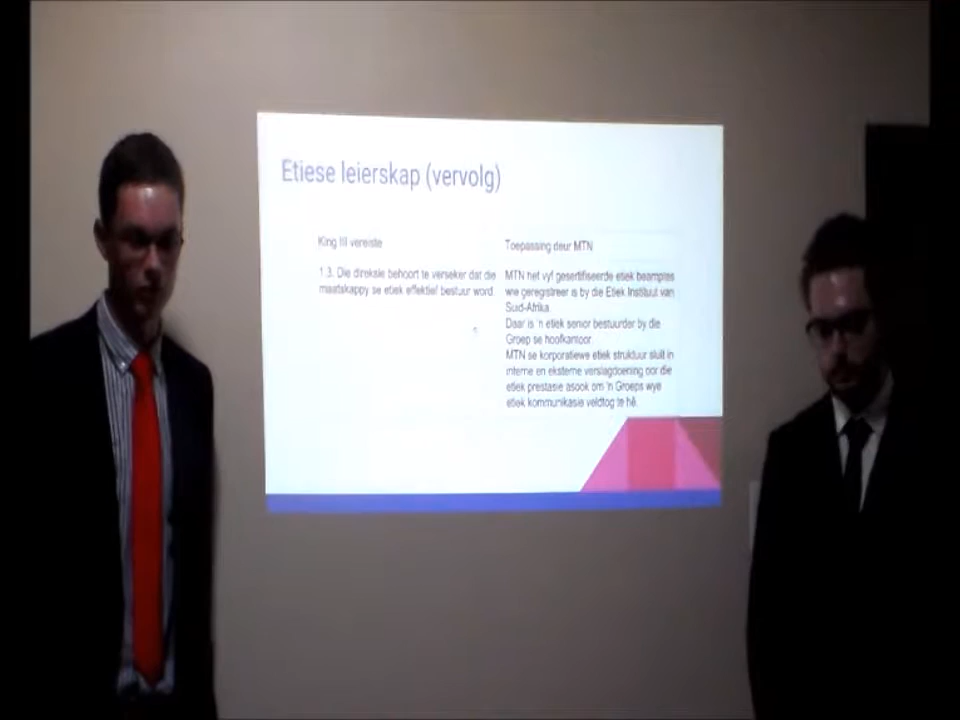 Etiese leierskap (vervolg)
King III vereiste
1.3. Die direksie behoort te verseker dat die
maatskappy se etiek effektief bestuur word.
Toepassing deur MTN
MTN het vyf gesertifiseerde etiek beamptes
wie geregistreer is by die Etiek Instituut van
Suid-Afrika.
Daar is 'n etiek senior bestuurder by die
Groep se hoofkantoor.
MTN se korporatiewe etiek struktuur sluit in
interne en eksterne verslagdoening oor die
etiek prestasie asook om 'n Groeps wye
etiek kommunikasie veldtog te hê.